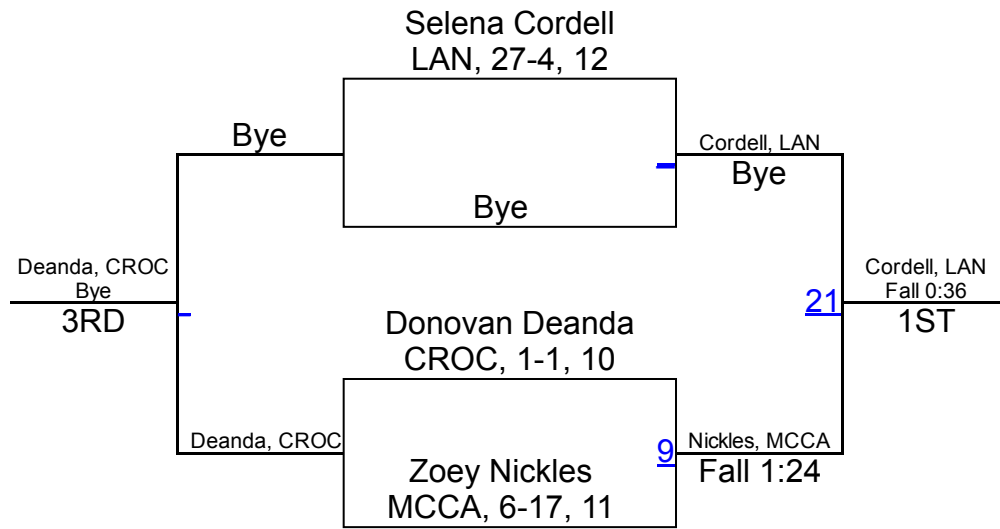 Selena Cordell
LAN, 27-4, 12
Bye
Cordell, LAN
Bye
Bye
Deanda, CROC
Bye
3RD
Cordell, LAN
Fall 0:36
1ST
21
Donovan Deanda
CROC, 1-1, 10
Deanda, CROC
9
Nickles, MCCA
Fall 1:24
Zoey Nickles
MCCA, 6-17, 11